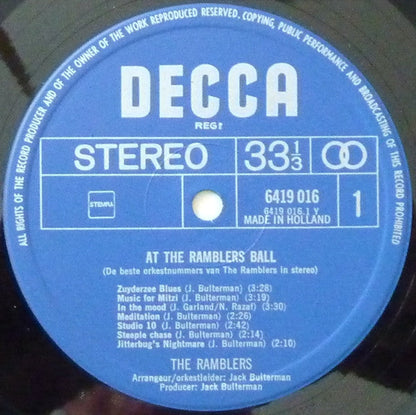 ALL RIGHTS OF THE RECORD PRODUCER AND OF THE OWNER OF THE WORK REPRODUCED RESERVED. COPYING, PUBLIC PERFORMANCE AND BROADCASTING OF THIS RECORD PROHIBITED
DECCA
REGD
STEREO 33 1/3
STEMRA
6419 016
6419 016.1 Y
MADE IN HOLLAND
1
AT THE RAMBLERS BALL
(De beste orkestnummers van The Ramblers in stereo)
Zuyderzee Blues (J. Bulterman) (3:28)
Music for Mitzi (J. Bulterman) (3:19)
In the mood (J. Garland/N. Razaf) (3:30)
Meditation (J. Bulterman) (2:26)
Studio 10 (J. Bulterman) (2:42)
Steeple chase (J. Bulterman) (2:14)
Jitterbug's Nightmare (J. Bulterman) (2:10)
THE RAMBLERS
Arrangeur/orkestleider: Jack Bulterman
Producer: Jack Bulterman